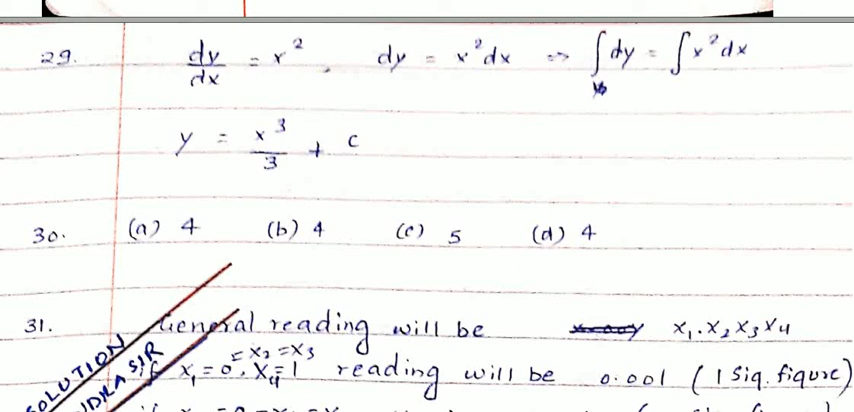 29. dy/dx = x², dy = x²dx ⇒ ∫dy = ∫x²dx
y = x³/3 + c
30. (a) 4 (b) 4 (c) 5 (d) 4
31. General reading will be x₁.x₂x₃x₄
SOLUTION
if x₁=0=x₂=x₃, x₄=1 reading will be 0.001 (1 sig. figure)
SIR